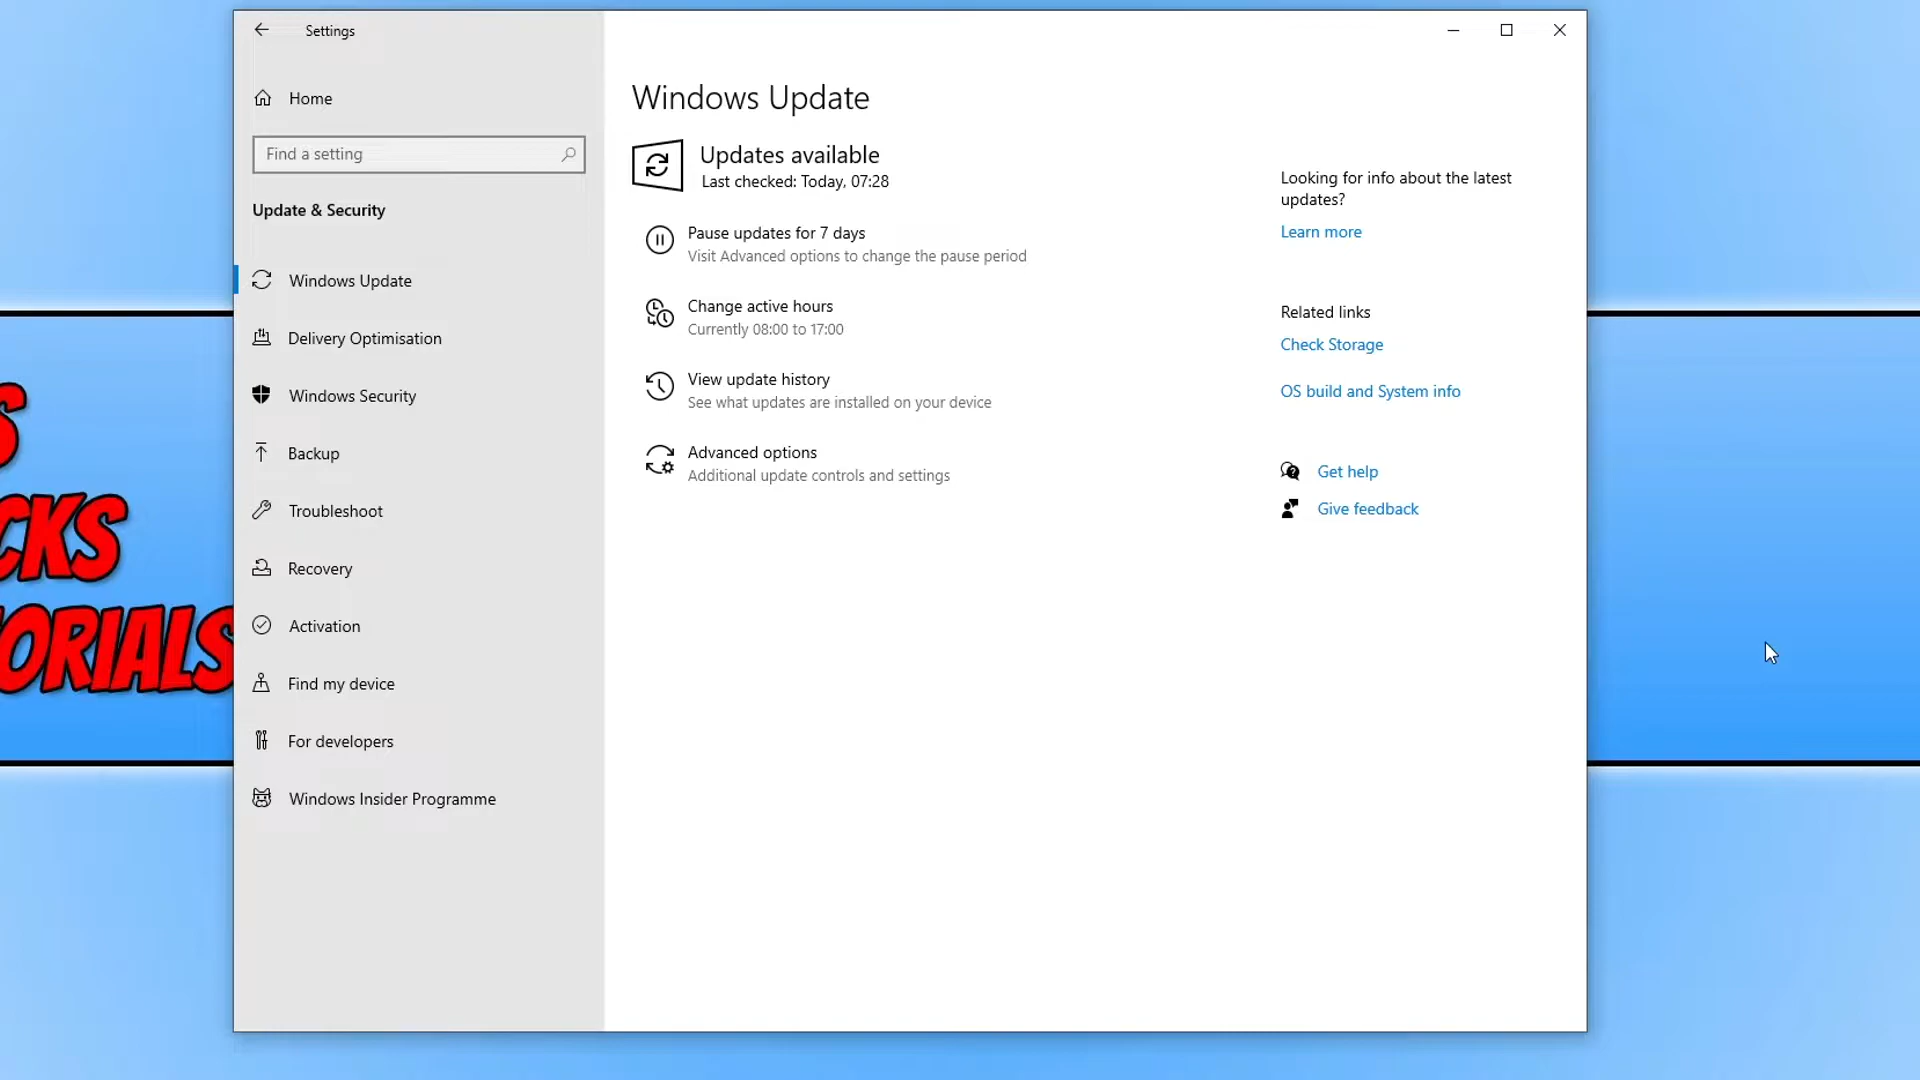 Settings
Home
Find a setting
Update & Security
Windows Update
Delivery Optimisation
Windows Security
Backup
Troubleshoot
Recovery
Activation
Find my device
For developers
Windows Insider Programme
Windows Update
Updates available
Last checked: Today, 07:28
Pause updates for 7 days
Visit Advanced options to change the pause period
Change active hours
Currently 08:00 to 17:00
View update history
See what updates are installed on your device
Advanced options
Additional update controls and settings
Looking for info about the latest
updates?
Learn more
Related links
Check Storage
OS build and System info
Get help
Give feedback
S
CKS
ORIALS